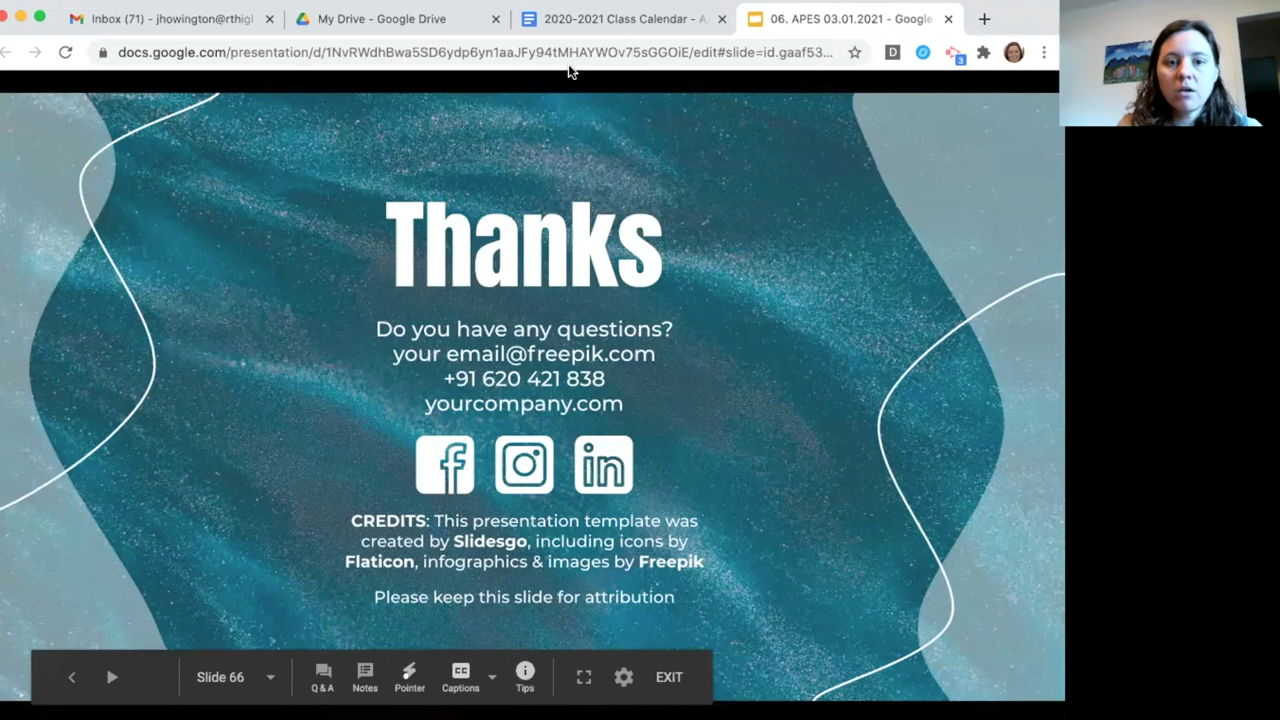 Inbox (71) - jhowington@rthigl
My Drive - Google Drive
2020-2021 Class Calendar - A
06. APES 03.01.2021 - Google
docs.google.com/presentation/d/1NvRWdhBwa5SD6ydp6yn1aaJFy94tMHAYWOv75sGGOiE/edit#slide=id.gaaf53...
D
3
Thanks
Do you have any questions?
your email@freepik.com
+91 620 421 838
yourcompany.com
CREDITS: This presentation template was
created by Slidesgo, including icons by
Flaticon, infographics & images by Freepik
Please keep this slide for attribution
Slide 66
Q & A
Notes
Pointer
CC
Captions
Tips
EXIT